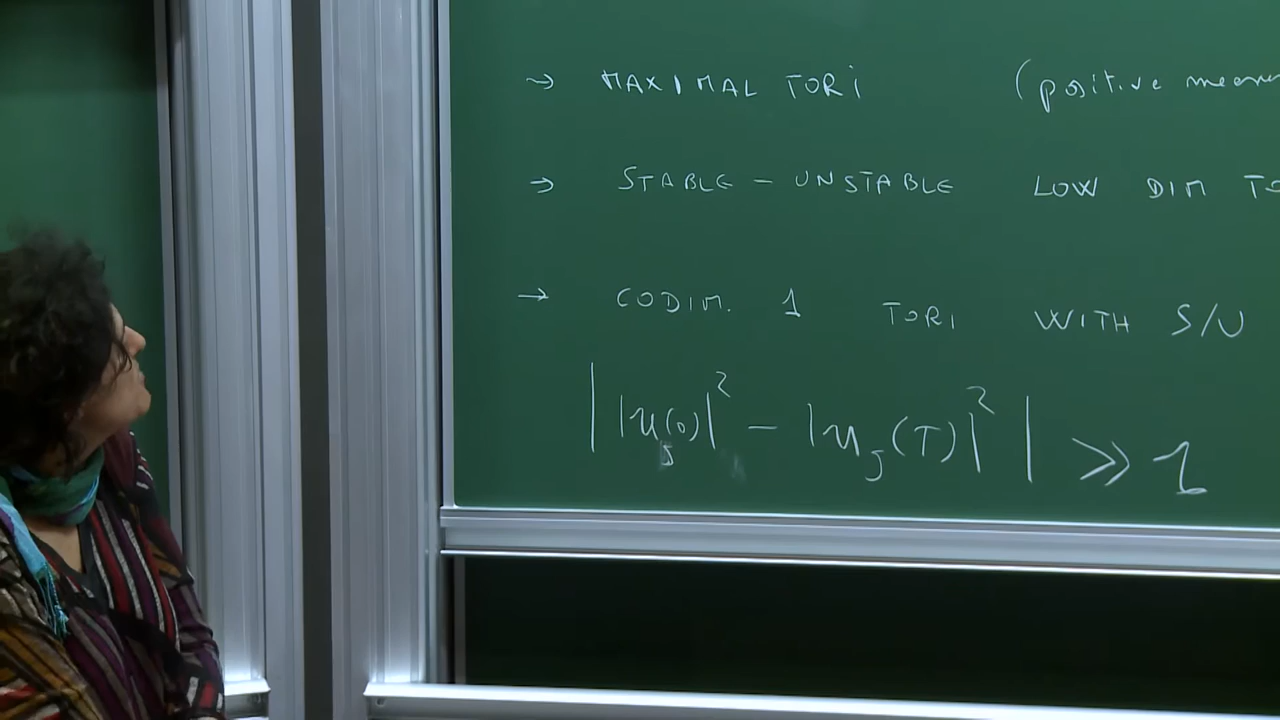 ⇝ MAXIMAL TORI (positive
→ STABLE - UNSTABLE LOW DIM
→ CODIM. 1 TORI WITH S/U
| |u_j(0)|² - |u_j(T)|² | ≫ 1